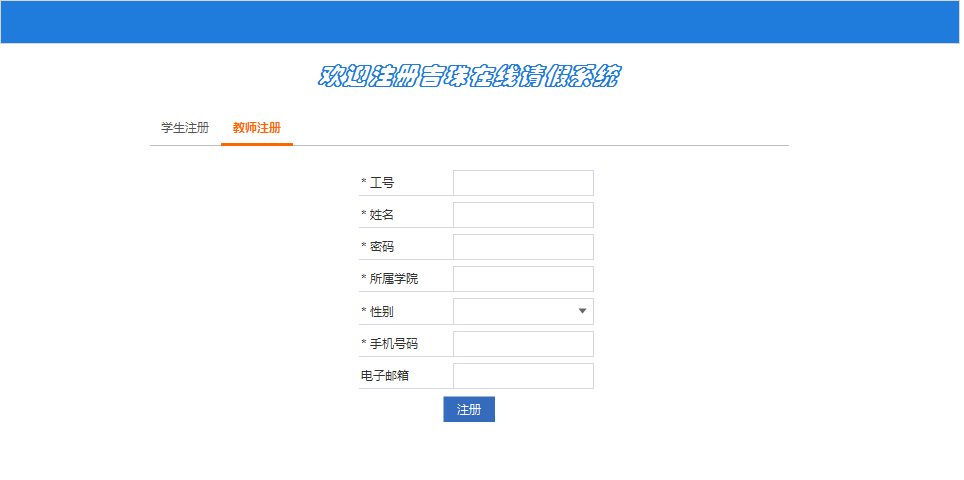 欢迎注册吉珠在线请假系统
学生注册 教师注册
* 工号
* 姓名
* 密码
* 所属学院
* 性别
* 手机号码
电子邮箱
注册